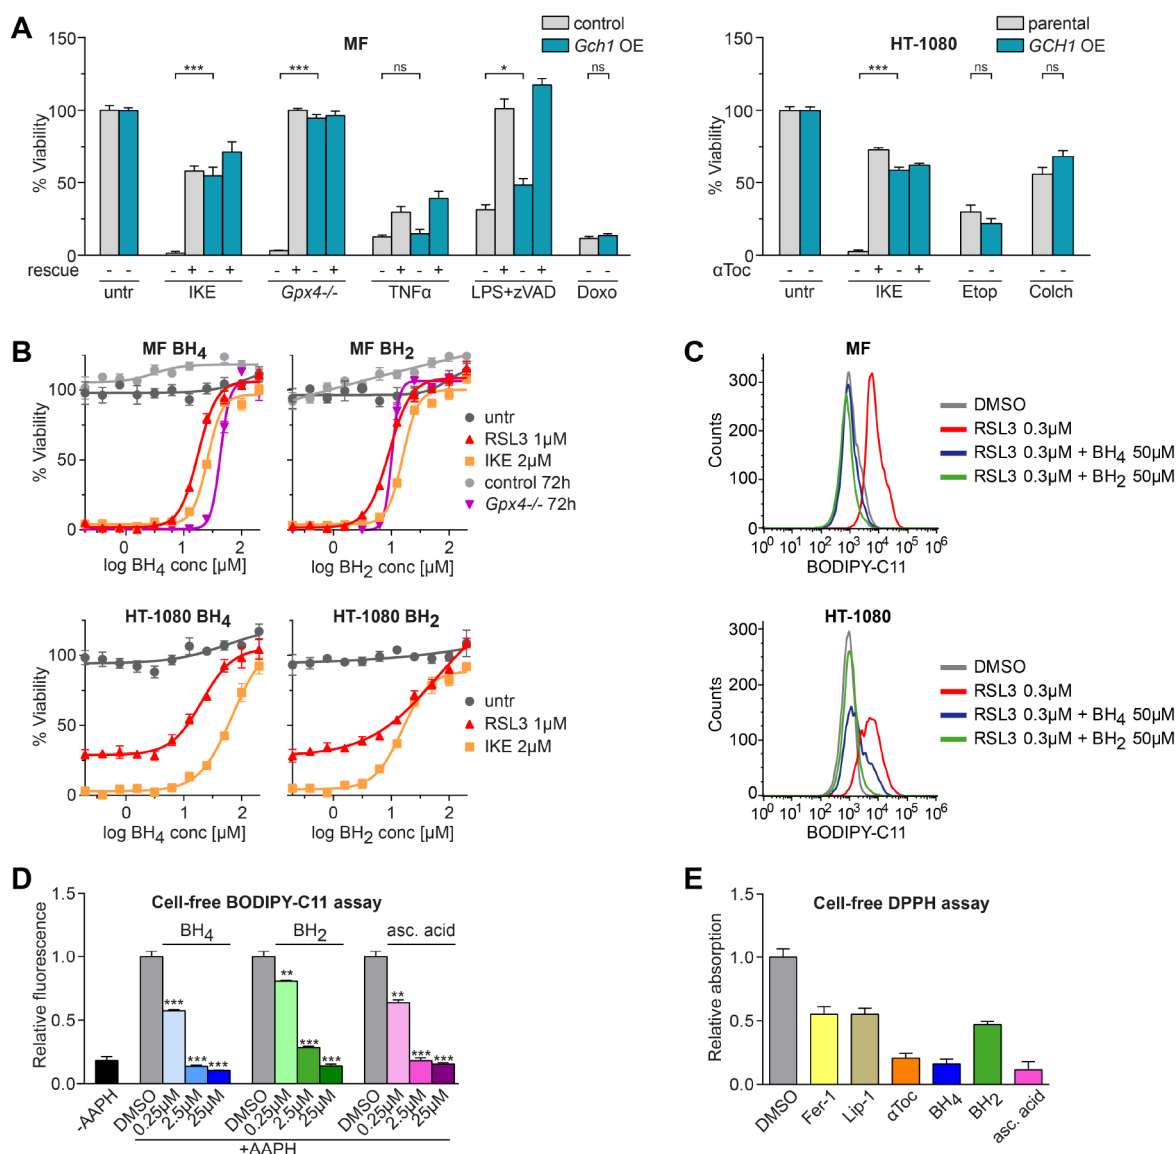 A
MF
control
Gch1 OE
% Viability
150
100
50
0
*** *** ns * ns
rescue
- - - + - + - + - + - + - + - + - + - -
untr IKE Gpx4-/- TNFα LPS+zVAD Doxo
HT-1080
parental
GCH1 OE
% Viability
150
100
50
0
*** ns ns
αToc
- - - + - + - - - -
untr IKE Etop Colch
B
MF BH4
% Viability
100
50
0
0 1 2
log BH4 conc [µM]
MF BH2
0 1 2
log BH2 conc [µM]
untr
RSL3 1µM
IKE 2µM
control 72h
Gpx4-/- 72h
HT-1080 BH4
% Viability
100
50
0
0 1 2
log BH4 conc [µM]
HT-1080 BH2
0 1 2
log BH2 conc [µM]
untr
RSL3 1µM
IKE 2µM
C
MF
Counts
300
200
100
0
10⁰ 10¹ 10² 10³ 10⁴ 10⁵ 10⁶
BODIPY-C11
DMSO
RSL3 0.3µM
RSL3 0.3µM + BH4 50µM
RSL3 0.3µM + BH2 50µM
HT-1080
Counts
300
200
100
0
10⁰ 10¹ 10² 10³ 10⁴ 10⁵ 10⁶
BODIPY-C11
DMSO
RSL3 0.3µM
RSL3 0.3µM + BH4 50µM
RSL3 0.3µM + BH2 50µM
D
Cell-free BODIPY-C11 assay
Relative fluorescence
1.5
1.0
0.5
0.0
BH4 BH2 asc. acid
*** *** *** ** *** *** ** *** ***
-AAPH DMSO 0.25µM 2.5µM 25µM DMSO 0.25µM 2.5µM 25µM DMSO 0.25µM 2.5µM 25µM
+AAPH
E
Cell-free DPPH assay
Relative absorption
1.5
1.0
0.5
0.0
DMSO Fer-1 Lip-1 αToc BH4 BH2 asc. acid